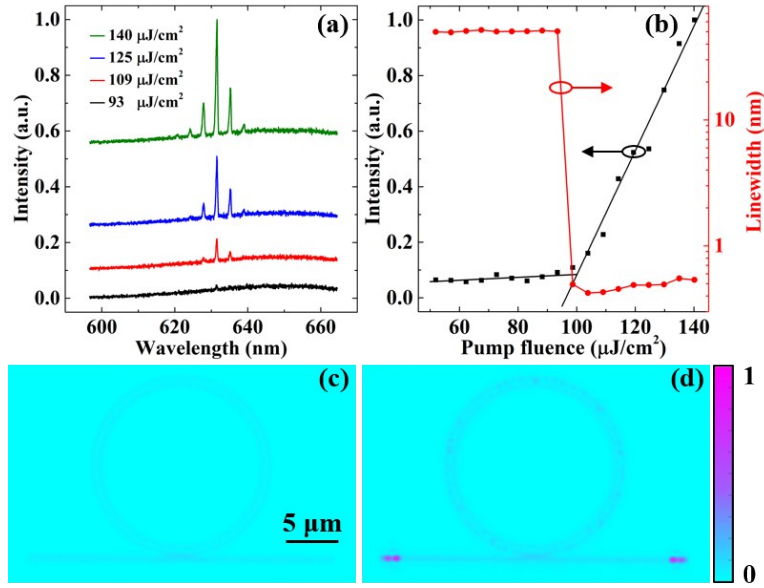 (a)
140 μJ/cm²
125 μJ/cm²
109 μJ/cm²
93 μJ/cm²
Intensity (a.u.)
1.0
0.8
0.6
0.4
0.2
0.0
600 620 640 660
Wavelength (nm)
(b)
Intensity (a.u.)
1.0
0.8
0.6
0.4
0.2
0.0
60 80 100 120 140
Pump fluence (μJ/cm²)
10
1
Linewidth (nm)
(c)
5 μm
(d)
1
0